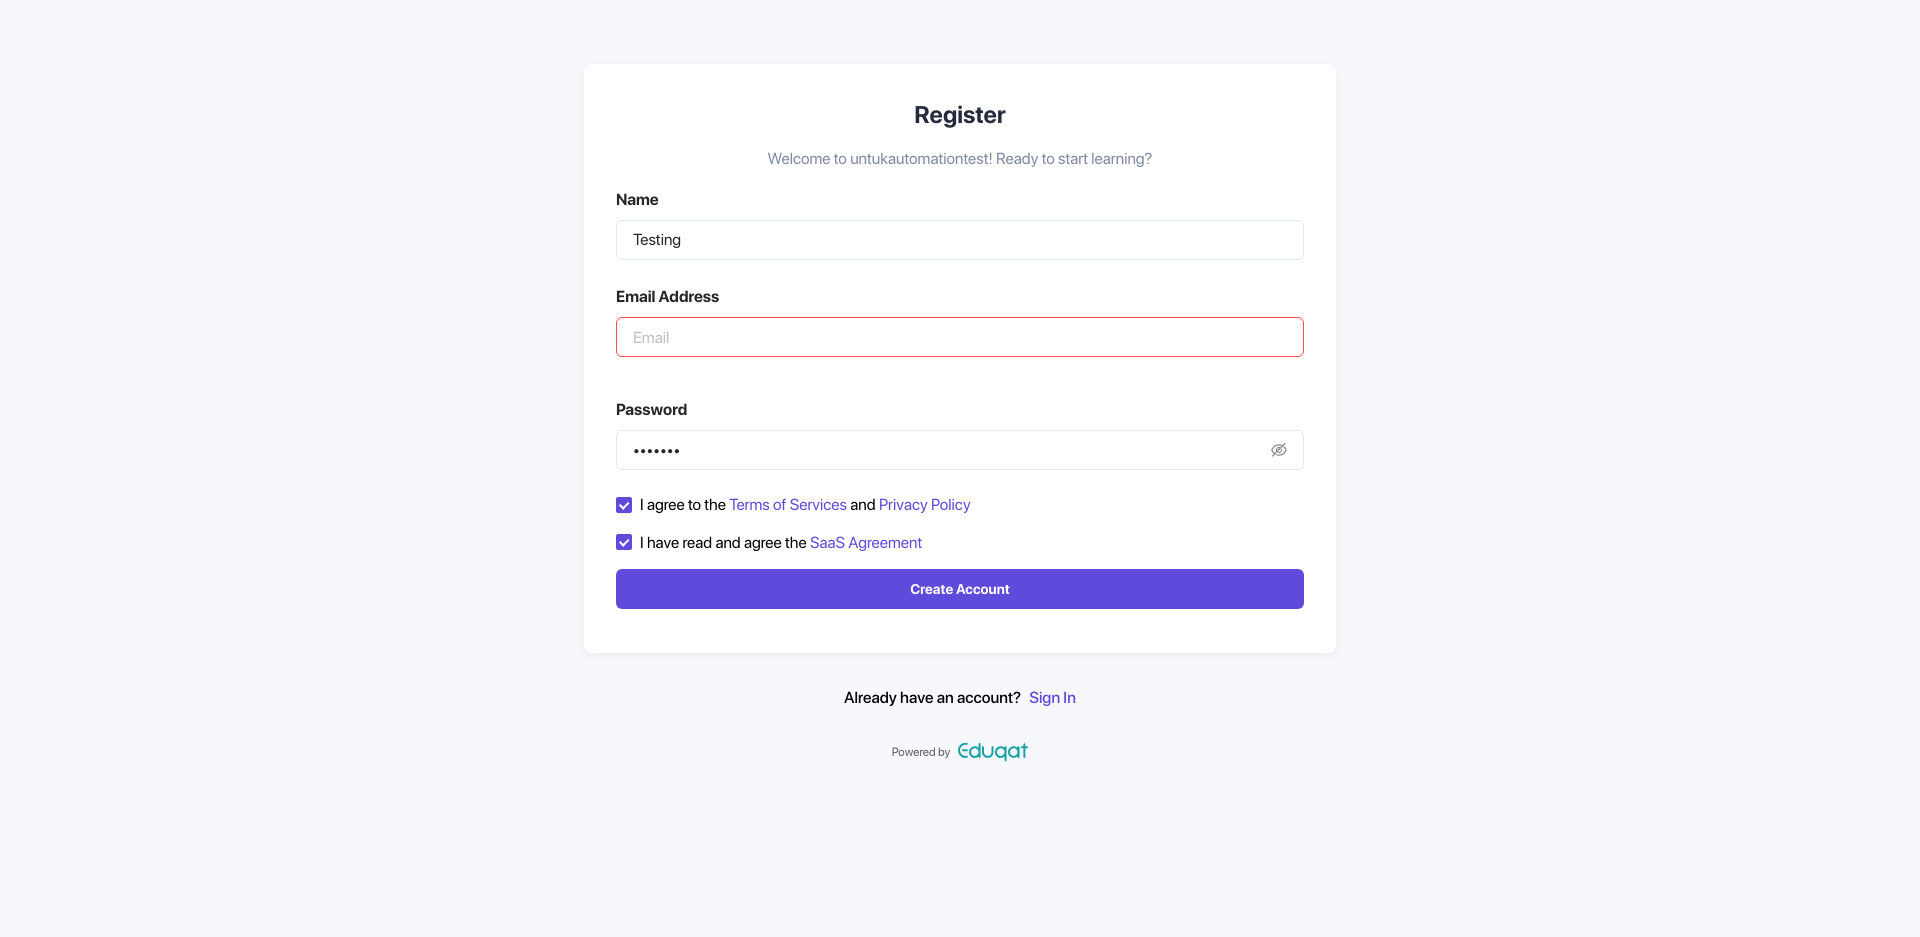 Register
Welcome to untukautomationtest! Ready to start learning?
Name
Testing
Email Address
Email
Password
•••••••
I agree to the Terms of Services and Privacy Policy
I have read and agree the SaaS Agreement
Create Account
Already have an account? Sign In
Powered by Eduqat